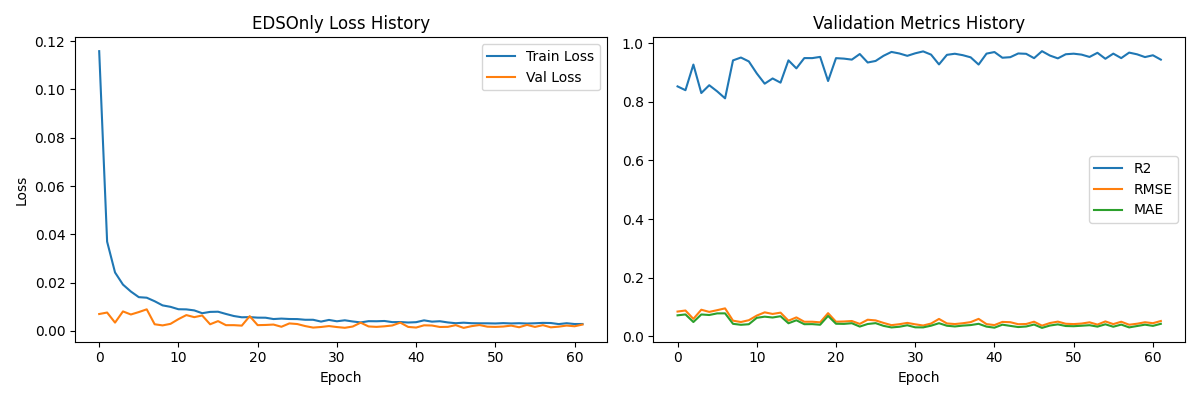 EDSOnly Loss History
Train Loss
Val Loss
0.12
0.10
0.08
0.06
0.04
0.02
0.00
Loss
0 10 20 30 40 50 60
Epoch
Validation Metrics History
R2
RMSE
MAE
1.0
0.8
0.6
0.4
0.2
0.0
0 10 20 30 40 50 60
Epoch